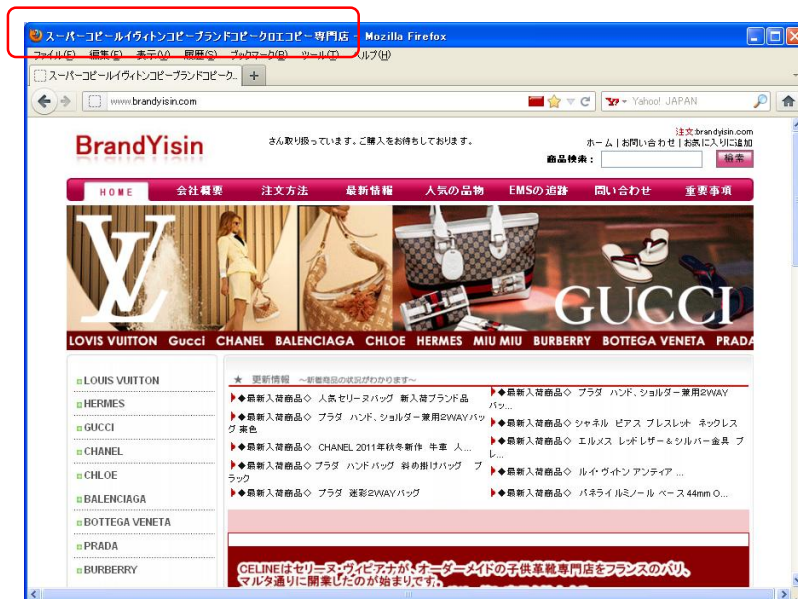 スーパーコピールイヴィトンコピーブランドコピークロエコピー専門店 - Mozilla Firefox
ファイル(F) 編集(E) 表示(V) 履歴(S) ブックマーク(B) ツール(T) ヘルプ(H)
スーパーコピールイヴィトンコピーブランドコピーク... +
www.brandyisin.com Yahoo! JAPAN
注文:brandyisin.com
BrandYisin さん取り扱っています。ご購入をお待ちしております。 ホーム | お問い合わせ | お気に入りに追加
商品検索: 検索
HOME 会社概要 注文方法 最新情報 人気の品物 EMSの追跡 問い合わせ 重要事項
LV GUCCI
LOVIS VUITTON Gucci CHANEL BALENCIAGA CHLOE HERMES MIU MIU BURBERRY BOTTEGA VENETA PRADA
LOUIS VUITTON
HERMES
GUCCI
CHANEL
CHLOE
BALENCIAGA
BOTTEGA VENETA
PRADA
BURBERRY
★ 更新情報 ~新着商品の状況がわかります~
◆最新入荷商品◇ 人気セリーヌバッグ 新入荷ブランド品
◆最新入荷商品◇ プラダ ハンド、ショルダー兼用2WAYバッ
グ 茶色
◆最新入荷商品◇ CHANEL 2011年秋冬新作 牛革 人...
◆最新入荷商品◇ プラダ ハンドバッグ 斜め掛けバッグ ブ
ラック
◆最新入荷商品◇ プラダ 迷彩2WAYバッグ
◆最新入荷商品◇ プラダ ハンド、ショルダー兼用2WAY
バッ...
◆最新入荷商品◇ シャネル ピアス ブレスレット ネックレス
◆最新入荷商品◇ エルメス レッドレザー&シルバー金具 ブ
レ...
◆最新入荷商品◇ ルイ・ヴィトン アンティア ...
◆最新入荷商品◇ パネライ ルミノール ベース 44mm O...
CELINEはセリーヌ・ヴィピアナが、オーダーメイドの子供革靴専門店をフランスのパリ、
マルタ通りに開業したのが始まりです。